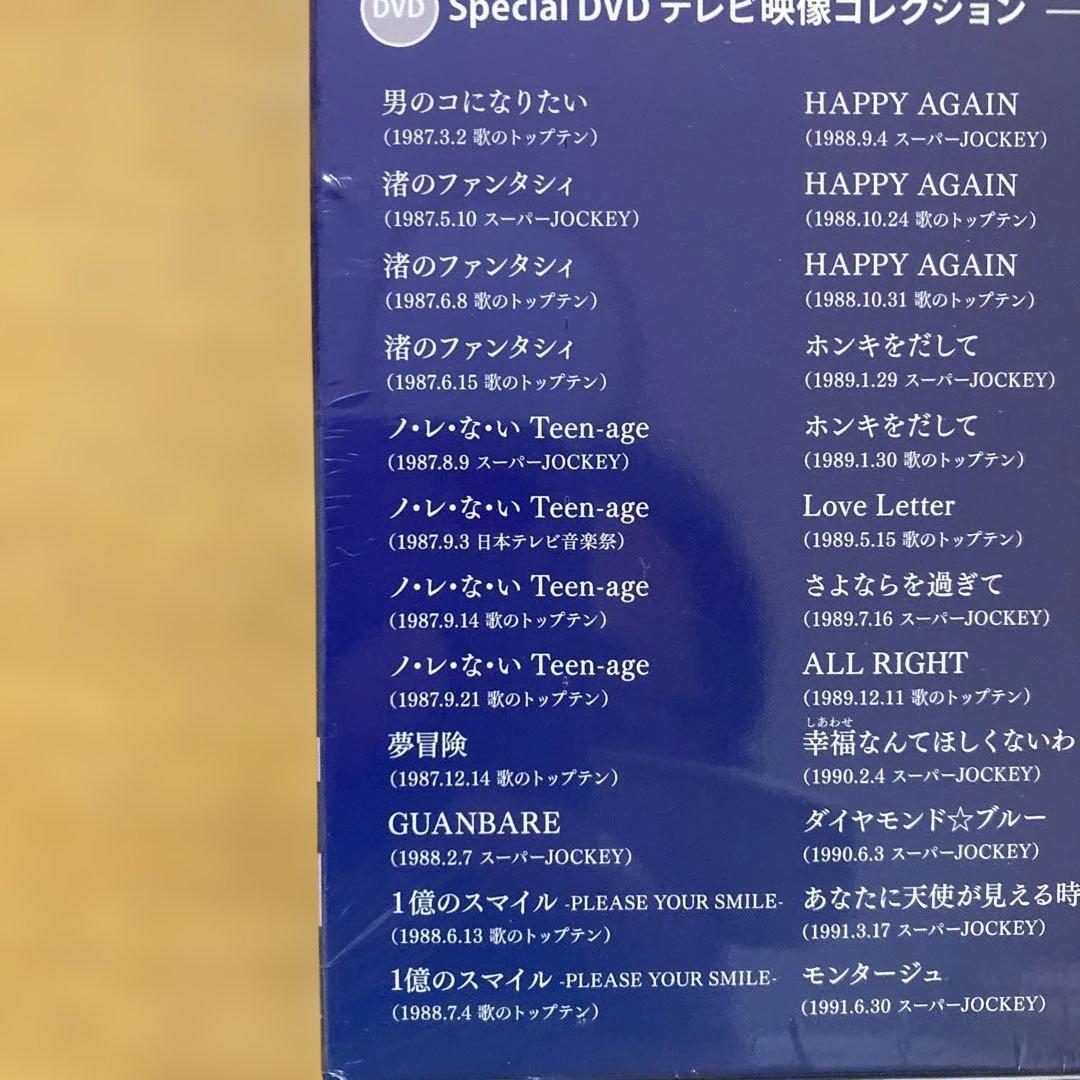 DVD Special DVD テレビ映像コレクション
男のコになりたい
（1987.3.2 歌のトップテン）
渚のファンタシィ
（1987.5.10 スーパーJOCKEY）
渚のファンタシィ
（1987.6.8 歌のトップテン）
渚のファンタシィ
（1987.6.15 歌のトップテン）
ノ・レ・な・い Teen-age
（1987.8.9 スーパーJOCKEY）
ノ・レ・な・い Teen-age
（1987.9.3 日本テレビ音楽祭）
ノ・レ・な・い Teen-age
（1987.9.14 歌のトップテン）
ノ・レ・な・い Teen-age
（1987.9.21 歌のトップテン）
夢冒険
（1987.12.14 歌のトップテン）
GUANBARE
（1988.2.7 スーパーJOCKEY）
1億のスマイル -PLEASE YOUR SMILE-
（1988.6.13 歌のトップテン）
1億のスマイル -PLEASE YOUR SMILE-
（1988.7.4 歌のトップテン）
HAPPY AGAIN
（1988.9.4 スーパーJOCKEY）
HAPPY AGAIN
（1988.10.24 歌のトップテン）
HAPPY AGAIN
（1988.10.31 歌のトップテン）
ホンキをだして
（1989.1.29 スーパーJOCKEY）
ホンキをだして
（1989.1.30 歌のトップテン）
Love Letter
（1989.5.15 歌のトップテン）
さよならを過ぎて
（1989.7.16 スーパーJOCKEY）
ALL RIGHT
（1989.12.11 歌のトップテン）
しあわせ
幸福なんてほしくないわ
（1990.2.4 スーパーJOCKEY）
ダイヤモンド☆ブルー
（1990.6.3 スーパーJOCKEY）
あなたに天使が見える時
（1991.3.17 スーパーJOCKEY）
モンタージュ
（1991.6.30 スーパーJOCKEY）